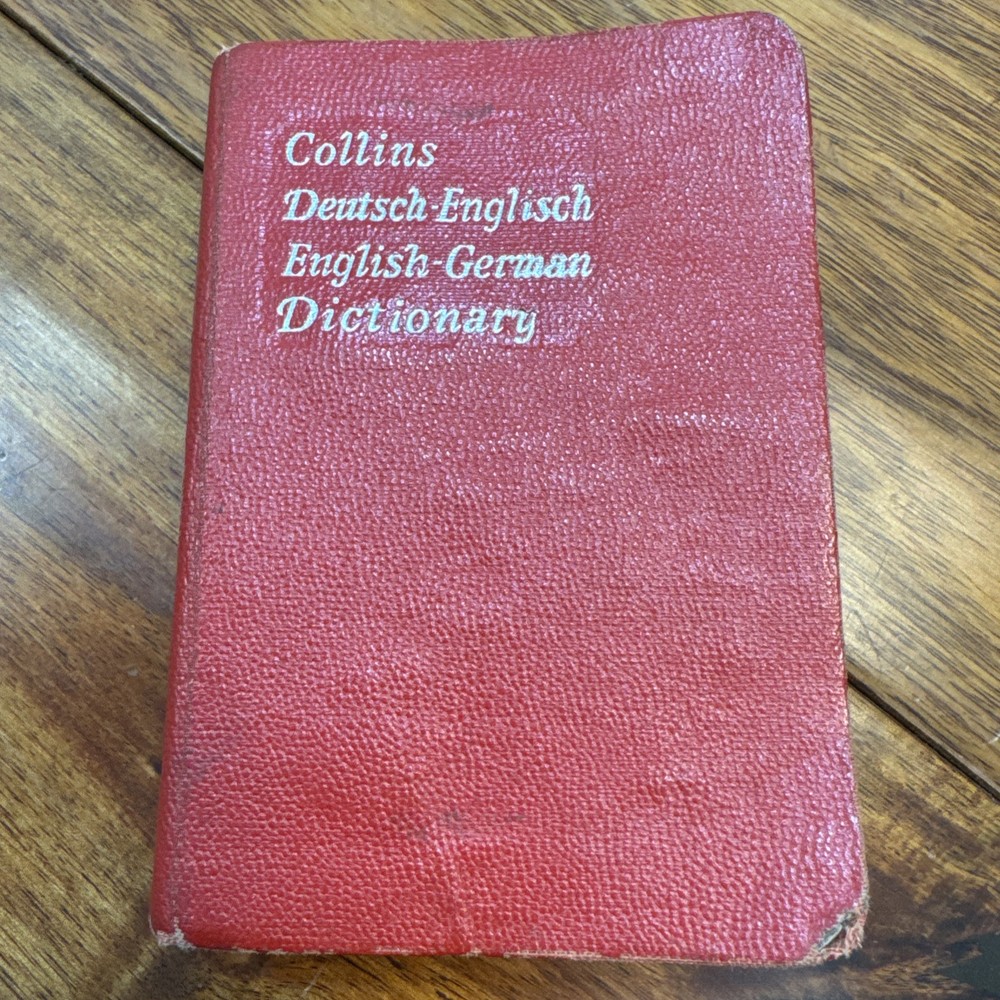 Collins
Deutsch-Englisch
English-German
Dictionary